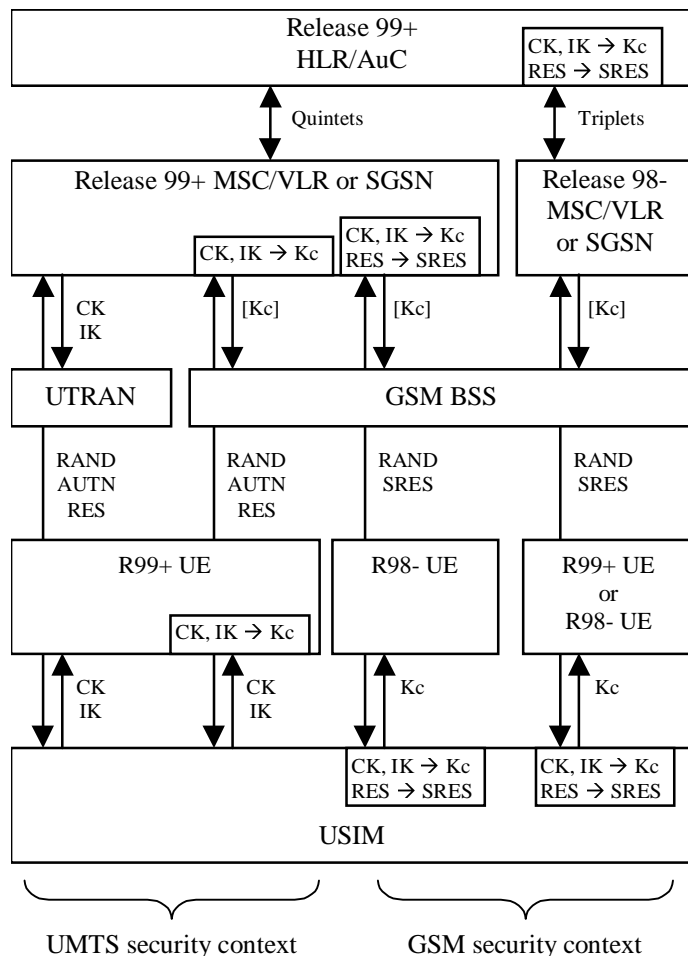 Release 99+
HLR/AuC
CK, IK → Kc
RES → SRES
Quintets
Triplets
Release 99+ MSC/VLR or SGSN
CK, IK → Kc
CK, IK → Kc
RES → SRES
Release 98-
MSC/VLR
or SGSN
CK
IK
[Kc]
[Kc]
[Kc]
UTRAN
GSM BSS
RAND
AUTN
RES
RAND
AUTN
RES
RAND
SRES
RAND
SRES
R99+ UE
CK, IK → Kc
R98- UE
R99+ UE
or
R98- UE
CK
IK
CK
IK
Kc
Kc
CK, IK → Kc
RES → SRES
CK, IK → Kc
RES → SRES
USIM
UMTS security context
GSM security context